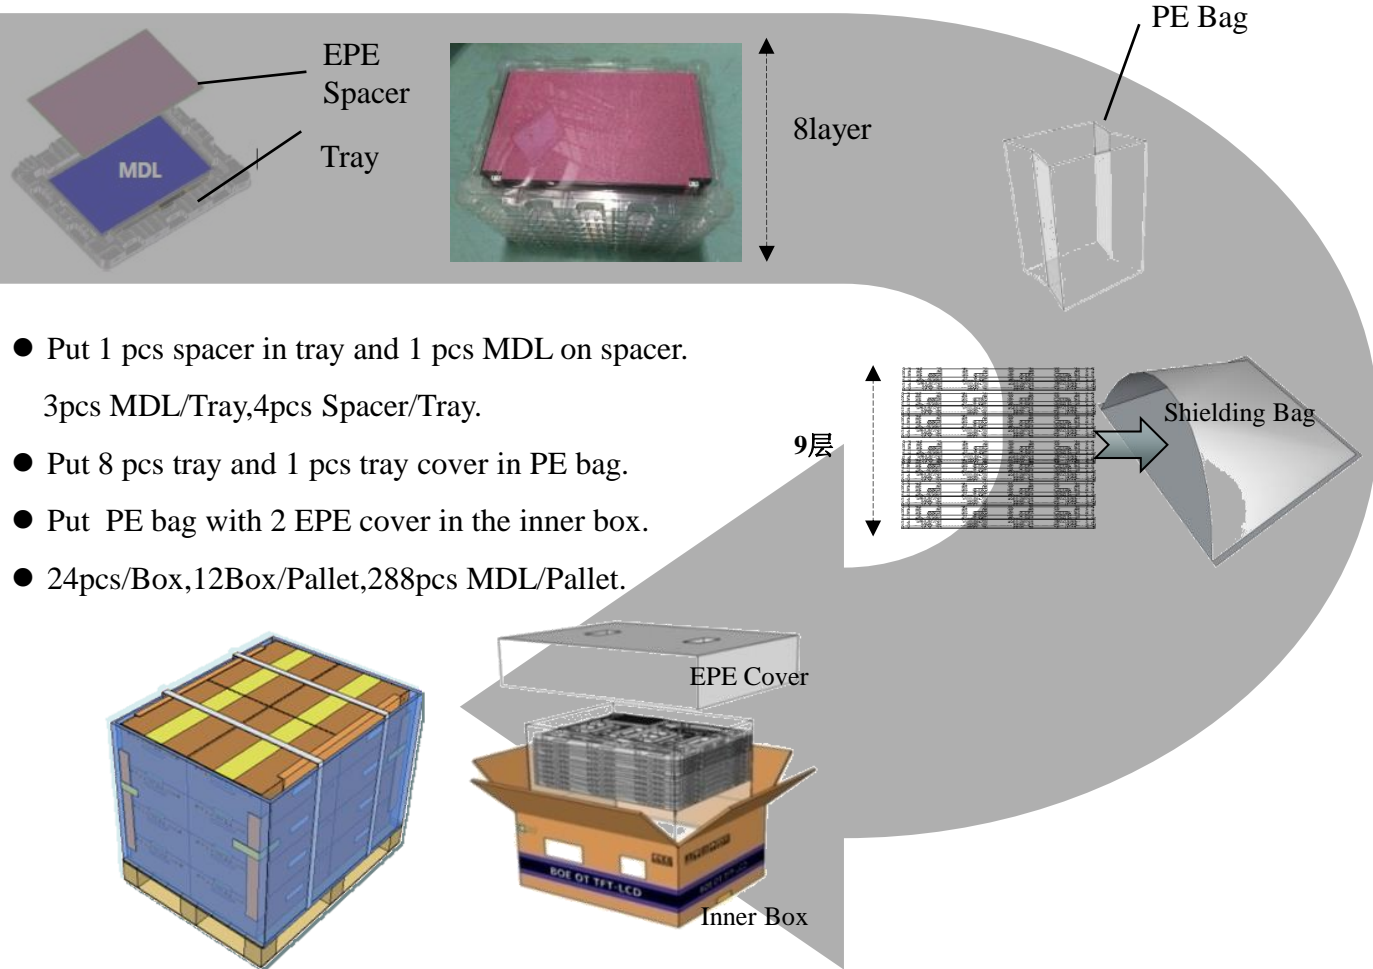 PE Bag
EPE
Spacer
Tray
MDL
8layer
● Put 1 pcs spacer in tray and 1 pcs MDL on spacer.
3pcs MDL/Tray,4pcs Spacer/Tray.
● Put 8 pcs tray and 1 pcs tray cover in PE bag.
● Put PE bag with 2 EPE cover in the inner box.
● 24pcs/Box,12Box/Pallet,288pcs MDL/Pallet.
9层
Shielding Bag
EPE Cover
BOE OT TFT-LCD
Inner Box